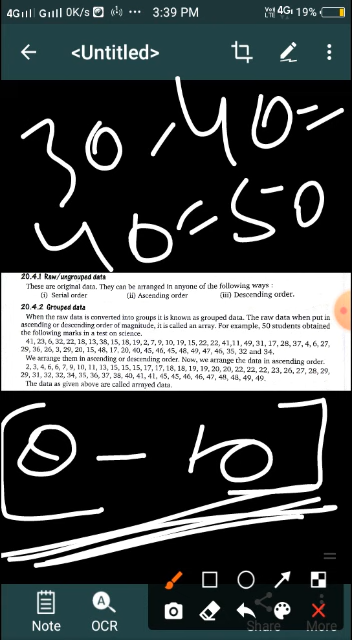 4G 4G 0K/s 3:39 PM VoLTE 4G 19%
<Untitled>
30-40=
40=50
20.4.1 Raw/ungrouped data
These are original data. They can be arranged in anyone of the following ways :
(i) Serial order (ii) Ascending order (iii) Descending order.
20.4.2 Grouped data
When the raw data is converted into groups it is known as grouped data. The raw data when put in
ascending or descending order of magnitude, it is called an array. For example, 50 students obtained
the following marks in a test on science.
41, 23, 6, 32, 22, 18, 13, 38, 15, 18, 19, 2, 7, 9, 10, 19, 15, 22, 22, 41,11, 49, 31, 17, 28, 37, 4, 6, 27,
29, 36, 26, 3, 29, 20, 15, 48, 17, 20, 40, 45, 46, 45, 48, 49, 47, 46, 35, 32 and 34.
We arrange them in ascending or descending order. Now, we arrange the data in ascending order.
2, 3, 4, 6, 6, 7, 9, 10, 11, 13, 15, 15, 15, 17, 17, 18, 18, 19, 19, 20, 20, 22, 22, 22, 23, 26, 27, 28, 29,
29, 31, 32, 32, 34, 35, 36, 37, 38, 40, 41, 41, 45, 45, 46, 46, 47, 48, 48, 49, 49.
The data as given above are called arrayed data.
[0-10]
Note OCR Share More